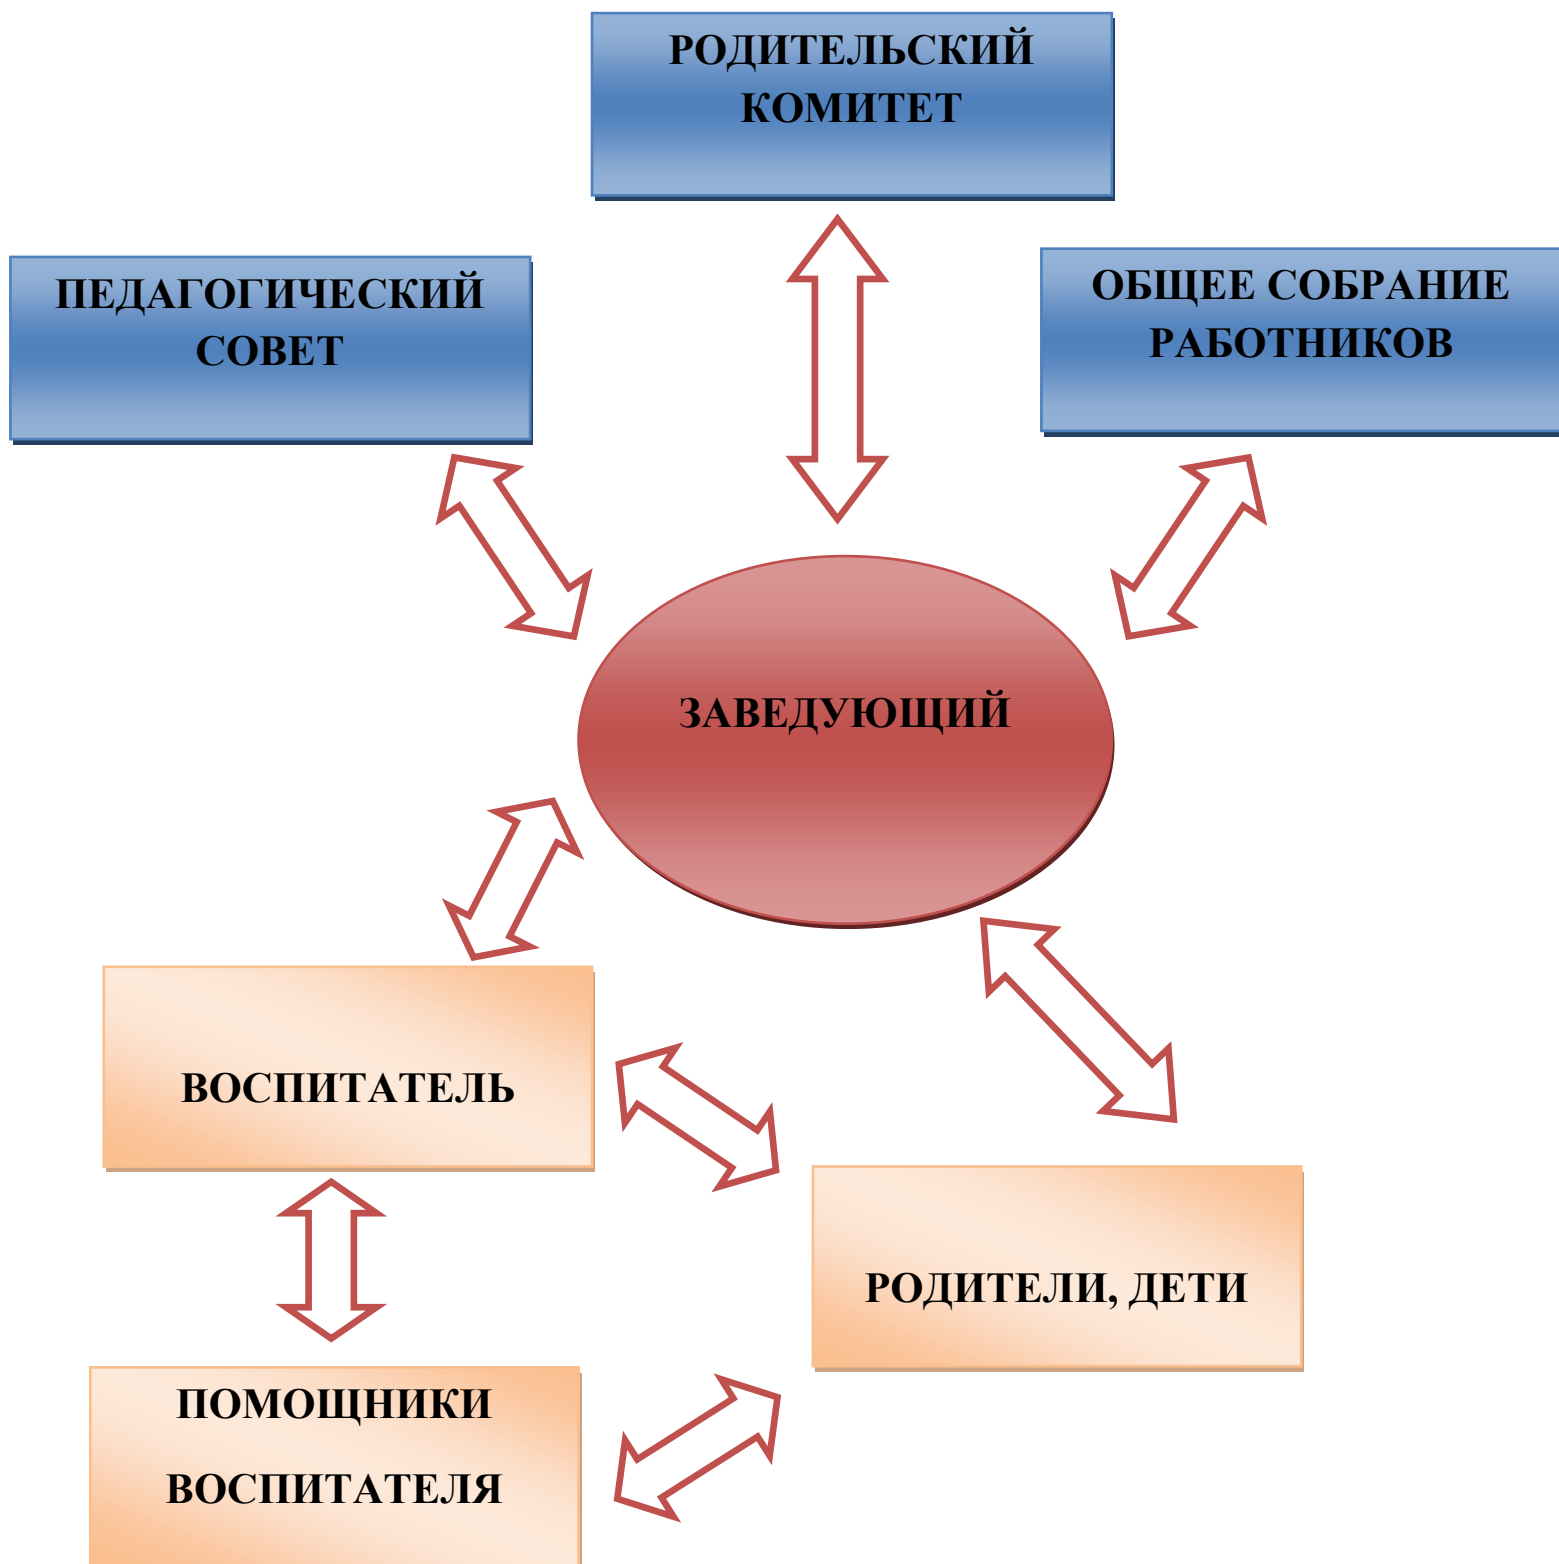 РОДИТЕЛЬСКИЙ
КОМИТЕТ
ПЕДАГОГИЧЕСКИЙ
СОВЕТ
ОБЩЕЕ СОБРАНИЕ
РАБОТНИКОВ
ЗАВЕДУЮЩИЙ
ВОСПИТАТЕЛЬ
РОДИТЕЛИ, ДЕТИ
ПОМОЩНИКИ
ВОСПИТАТЕЛЯ